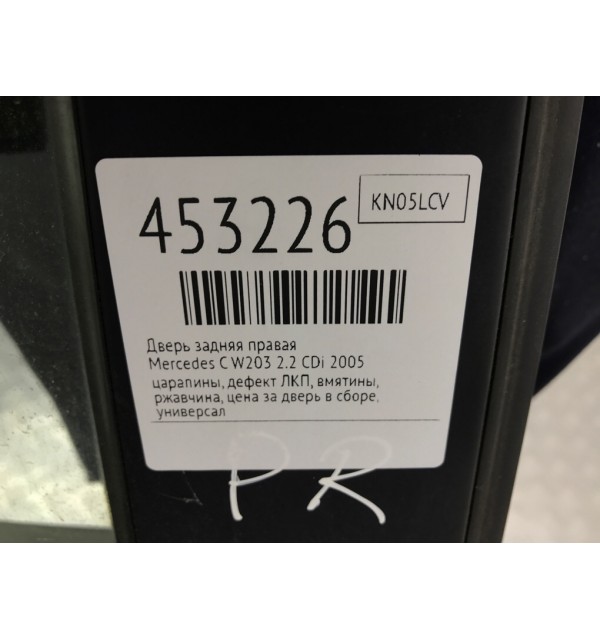 453226
KN05LCV
Дверь задняя правая
Mercedes C W203 2.2 CDi 2005
царапины, дефект ЛКП, вмятины,
ржавчина, цена за дверь в сборе,
универсал
PR